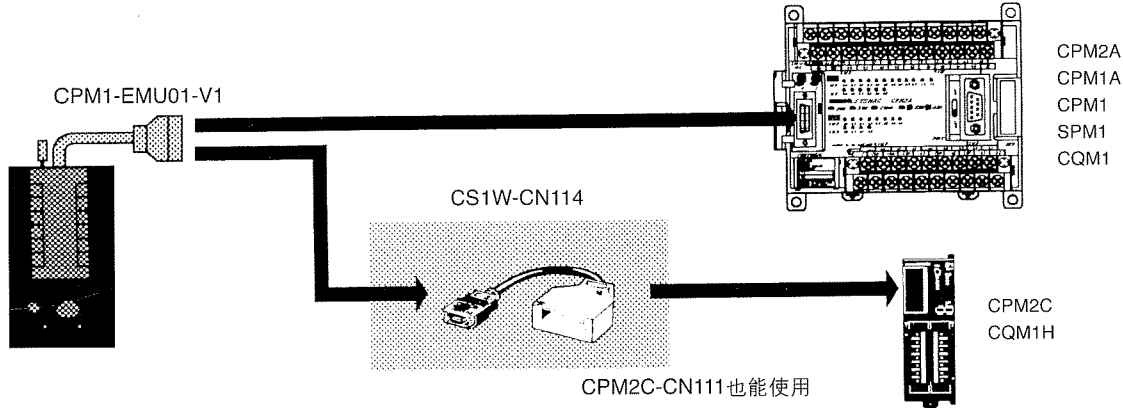 CPM1-EMU01-V1
CPM2A
CPM1A
CPM1
SPM1
CQM1
CS1W-CN114
CPM2C
CQM1H
CPM2C-CN111也能使用